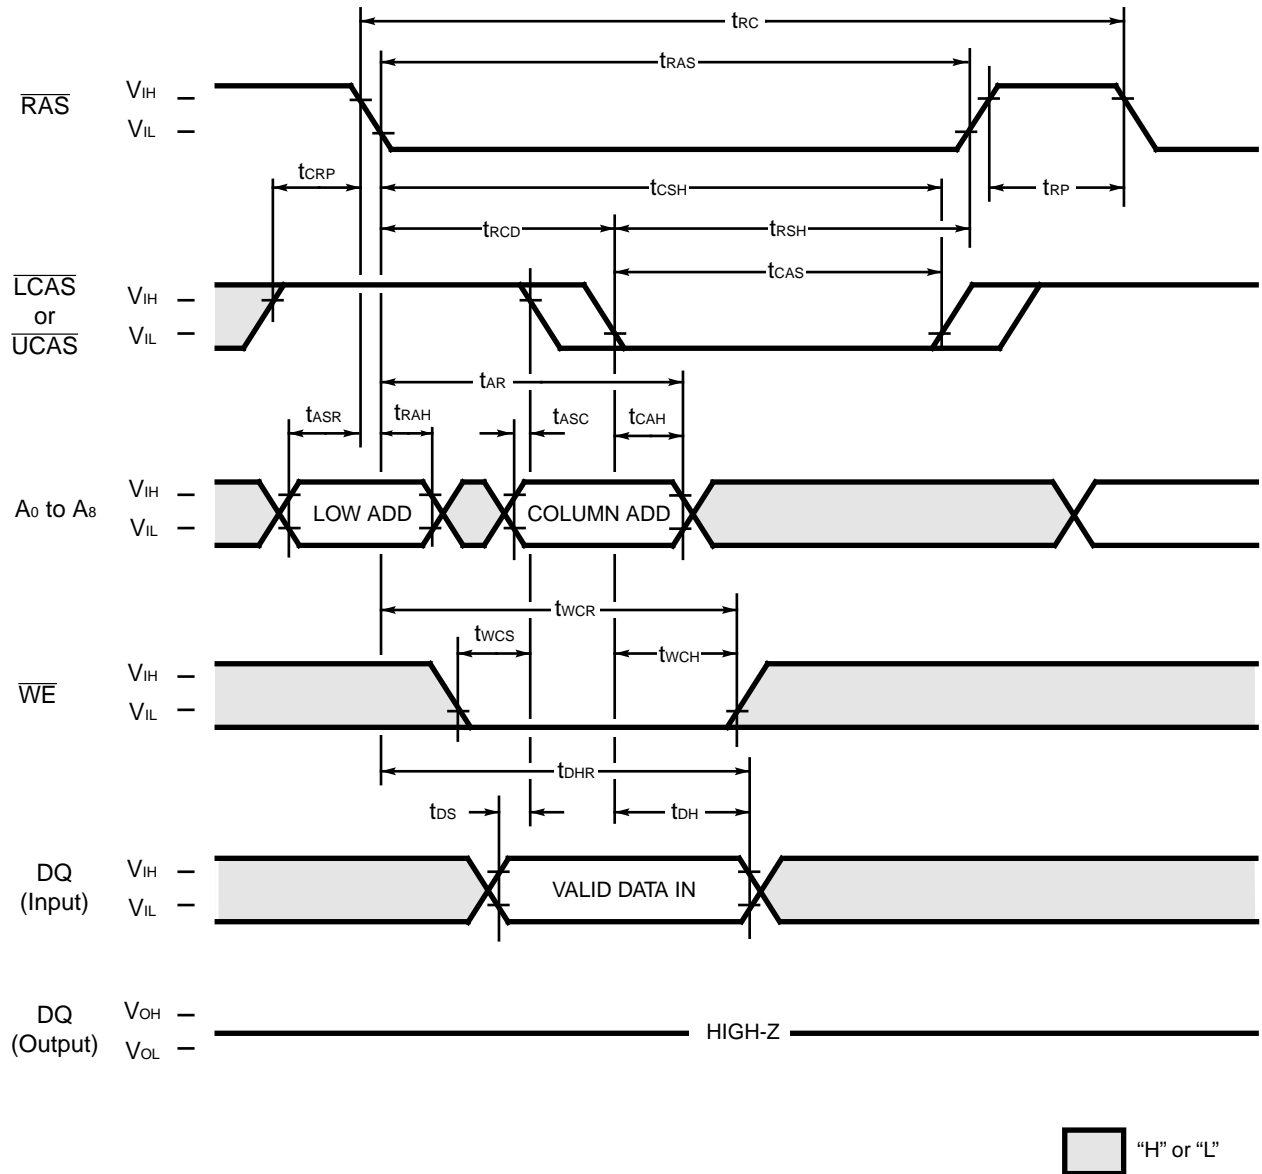 tRC
tRAS
RAS
VIH
VIL
tCRP
tCSH
tRP
tRCD
tRSH
tCAS
LCAS
or
UCAS
VIH
VIL
tAR
tASR
tRAH
tASC
tCAH
A0 to A8
VIH
VIL
LOW ADD
COLUMN ADD
tWCR
tWCS
tWCH
WE
VIH
VIL
tDHR
tDS
tDH
DQ
(Input)
VIH
VIL
VALID DATA IN
DQ
(Output)
VOH
VOL
HIGH-Z
“H” or “L”